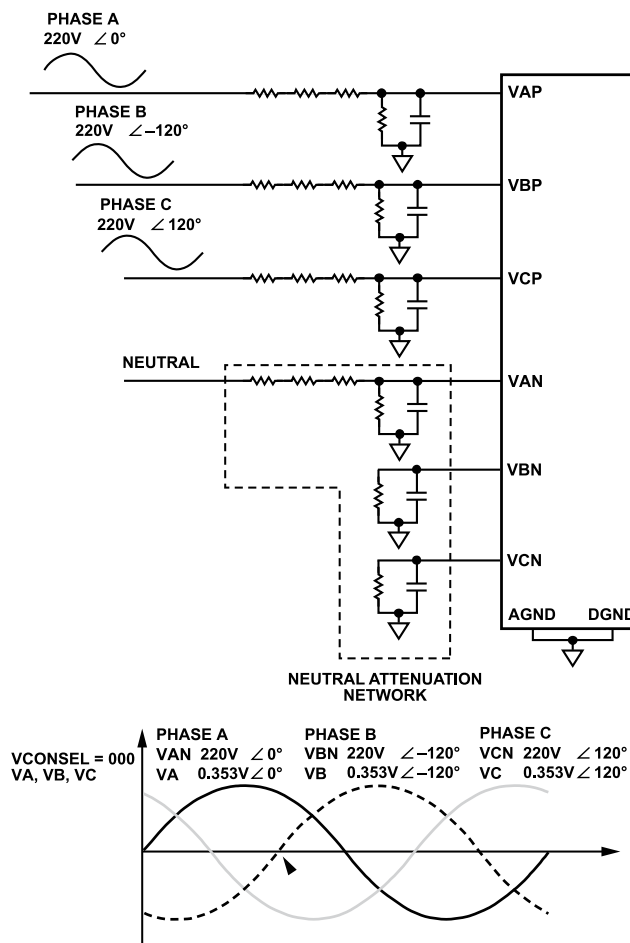 PHASE A
220V ∠0°
VAP
PHASE B
220V ∠–120°
VBP
PHASE C
220V ∠120°
VCP
NEUTRAL
VAN
VBN
VCN
AGND DGND
NEUTRAL ATTENUATION
NETWORK
VCONSEL = 000
VA, VB, VC
PHASE A
VAN 220V ∠0°
VA 0.353V∠0°
PHASE B
VBN 220V ∠–120°
VB 0.353V∠–120°
PHASE C
VCN 220V ∠120°
VC 0.353V∠120°